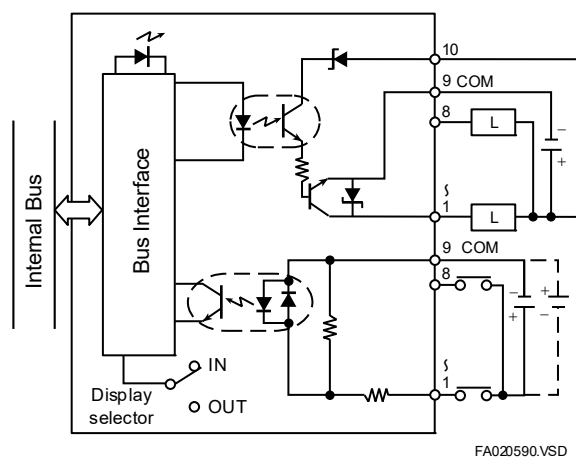 10
9 COM
8
L
−
+
Internal Bus
Bus Interface
∫
1
L
9 COM
8
−
+
+
−
IN
∫
1
Display
selector
OUT
FA020590.VSD